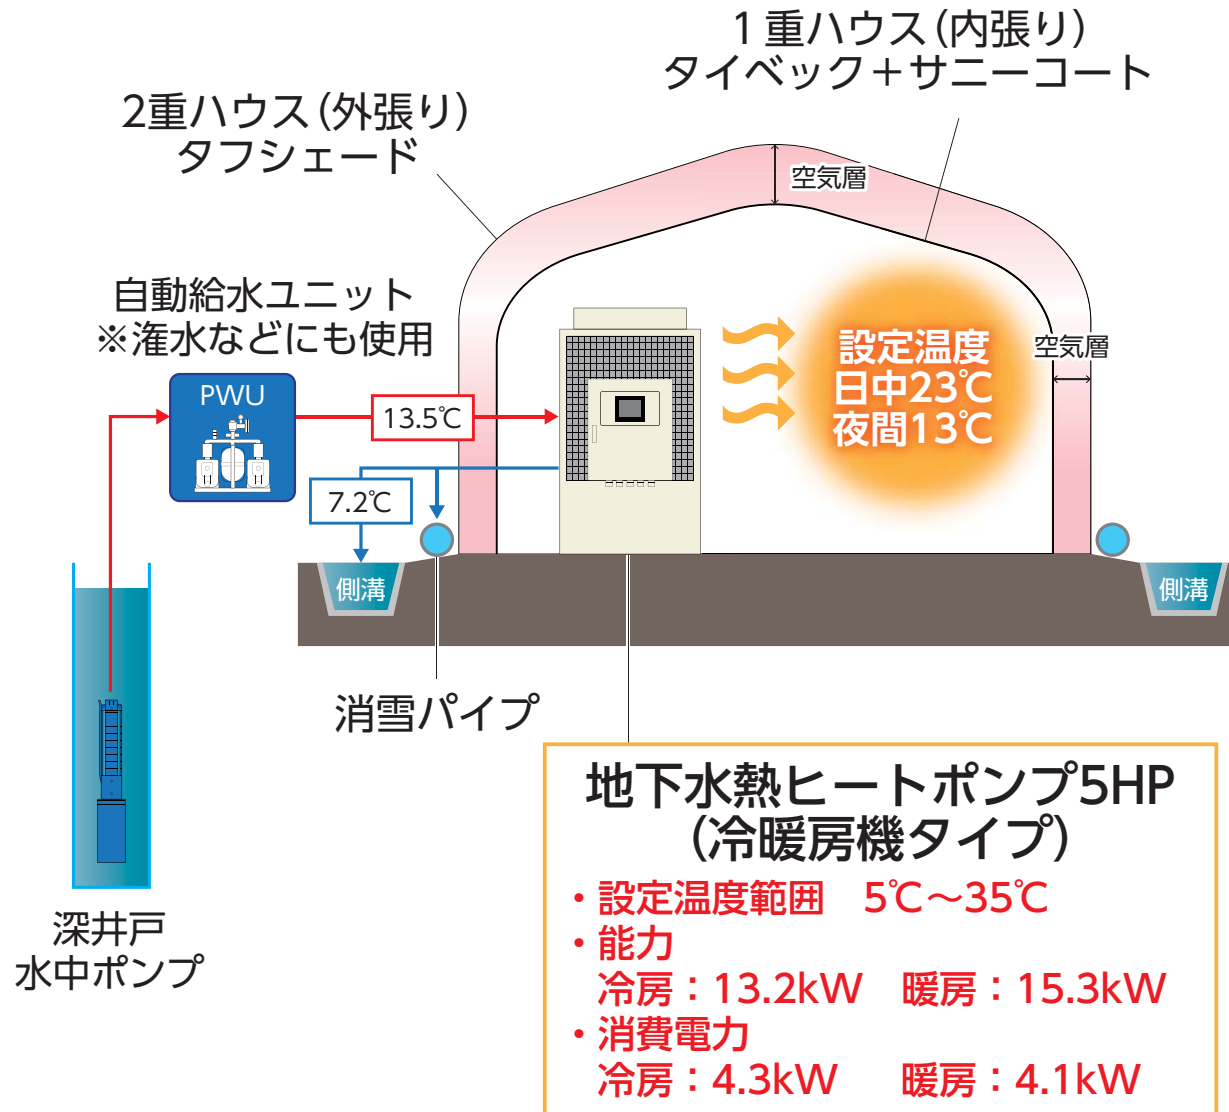 1重ハウス(内張り)
タイベック+サニーコート
2重ハウス(外張り)
タフシェード
空気層
自動給水ユニット
※潅水などにも使用
設定温度
日中23℃
夜間13℃
空気層
PWU
13.5℃
7.2℃
側溝
側溝
消雪パイプ
深井戸
水中ポンプ
地下水熱ヒートポンプ5HP
(冷暖房機タイプ)
・設定温度範囲 5℃~35℃
・能力
冷房:13.2kW 暖房:15.3kW
・消費電力
冷房:4.3kW 暖房:4.1kW